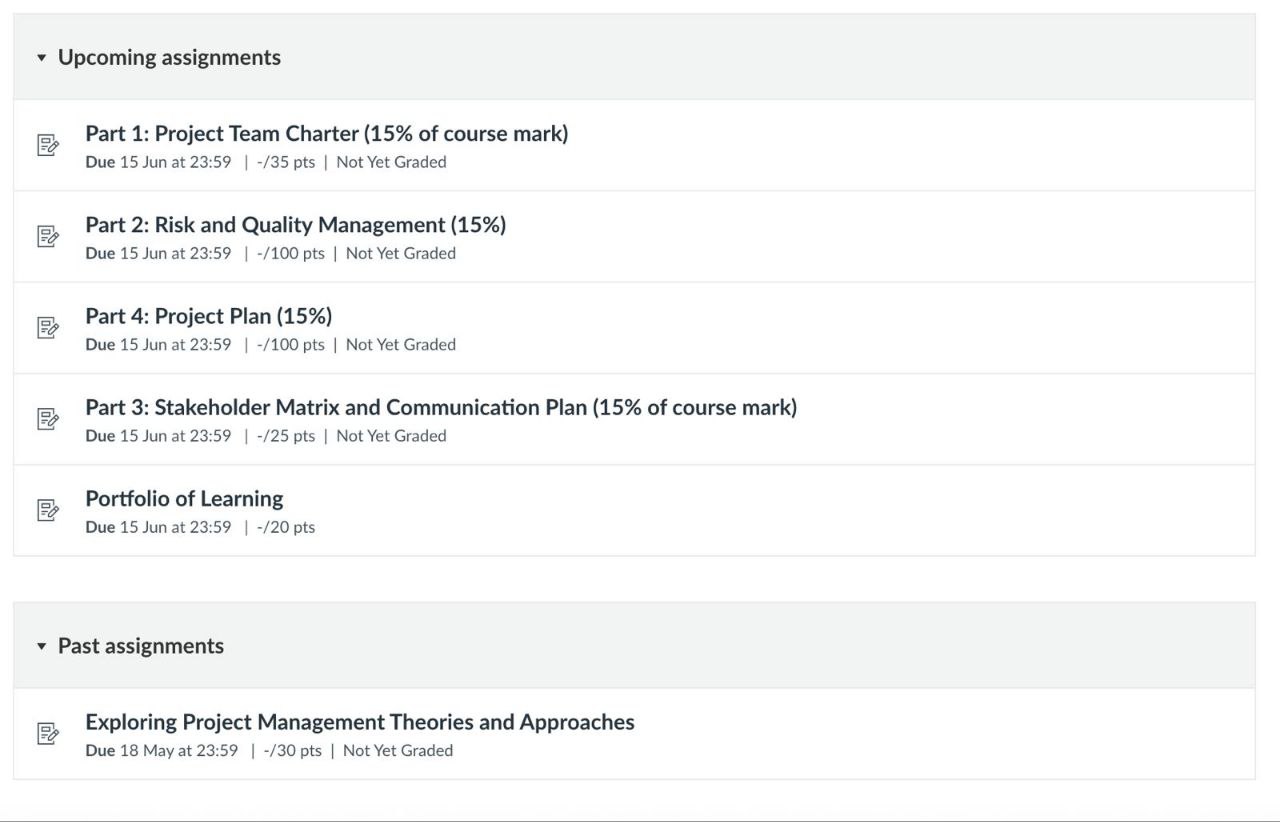 Upcoming assignments
Part 1: Project Team Charter (15% of course mark)
Due 15 Jun at 23:59 | -/35 pts | Not Yet Graded
Part 2: Risk and Quality Management (15%)
Due 15 Jun at 23:59 | -/100 pts | Not Yet Graded
Part 4: Project Plan (15%)
Due 15 Jun at 23:59 | -/100 pts | Not Yet Graded
Part 3: Stakeholder Matrix and Communication Plan (15% of course mark)
Due 15 Jun at 23:59 | -/25 pts | Not Yet Graded
Portfolio of Learning
Due 15 Jun at 23:59 | -/20 pts
Past assignments
Exploring Project Management Theories and Approaches
Due 18 May at 23:59 | -/30 pts | Not Yet Graded